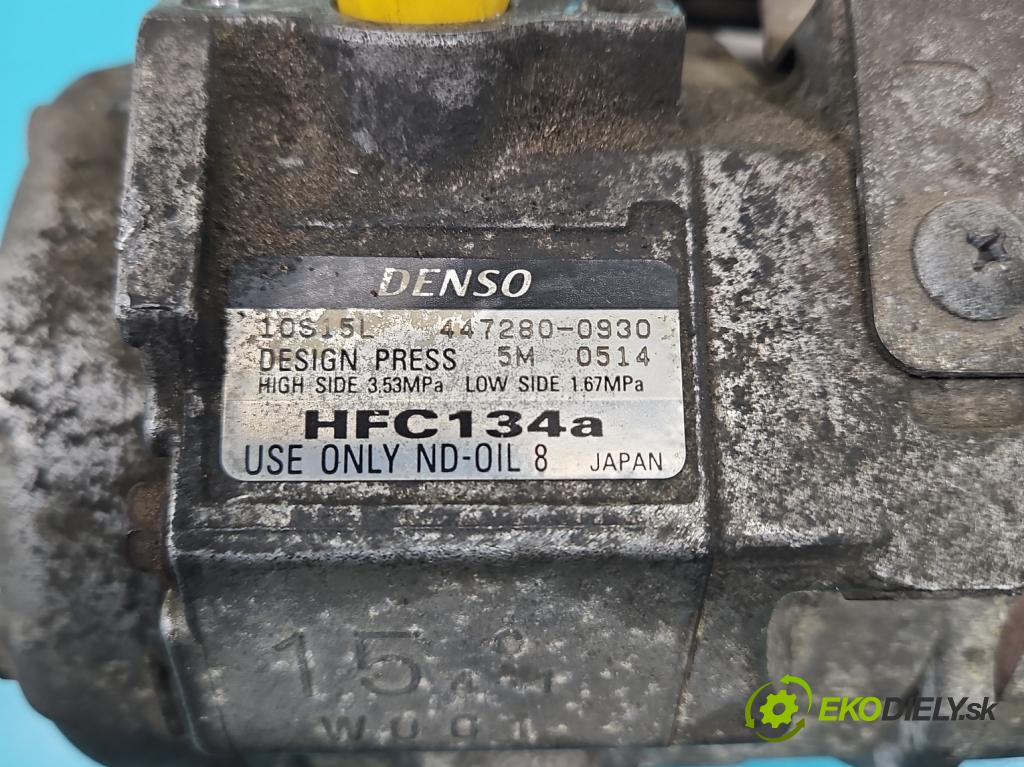 DENSO
10S15L 447280-0930
DESIGN PRESS 5M 0514
HIGH SIDE 3.53MPa LOW SIDE 1.67MPa
HFC134a
USE ONLY ND-OIL 8 JAPAN
15
EKODIELY.sk